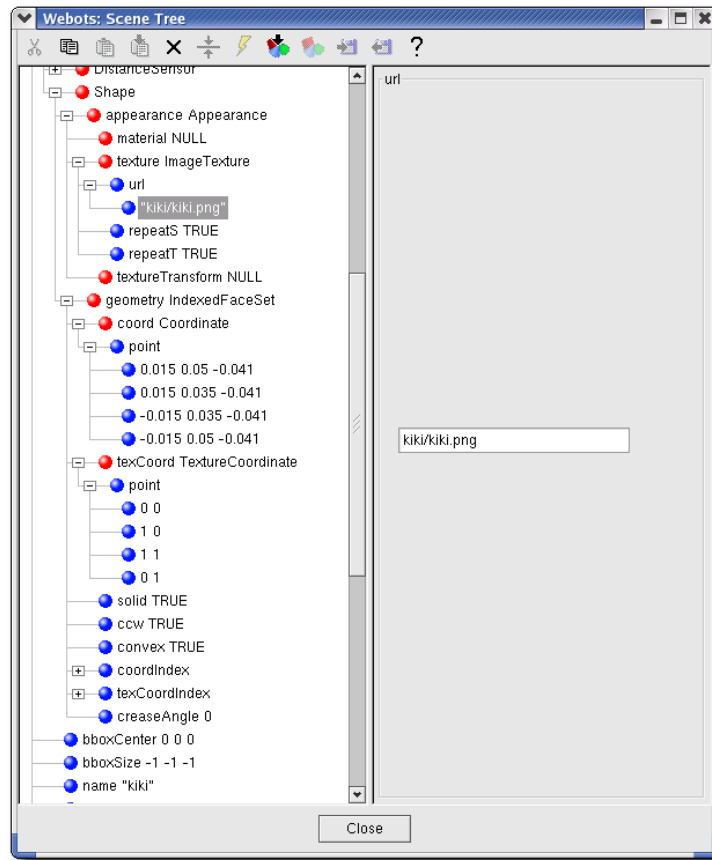 Webots: Scene Tree
?
DistanceSensor
Shape
appearance Appearance
material NULL
texture ImageTexture
url
"kiki/kiki.png"
repeatS TRUE
repeatT TRUE
textureTransform NULL
geometry IndexedFaceSet
coord Coordinate
point
0.015 0.05 -0.041
0.015 0.035 -0.041
-0.015 0.035 -0.041
-0.015 0.05 -0.041
texCoord TextureCoordinate
point
0 0
1 0
1 1
0 1
solid TRUE
ccw TRUE
convex TRUE
coordIndex
texCoordIndex
creaseAngle 0
bboxCenter 0 0 0
bboxSize -1 -1 -1
name "kiki"
url
kiki/kiki.png
Close